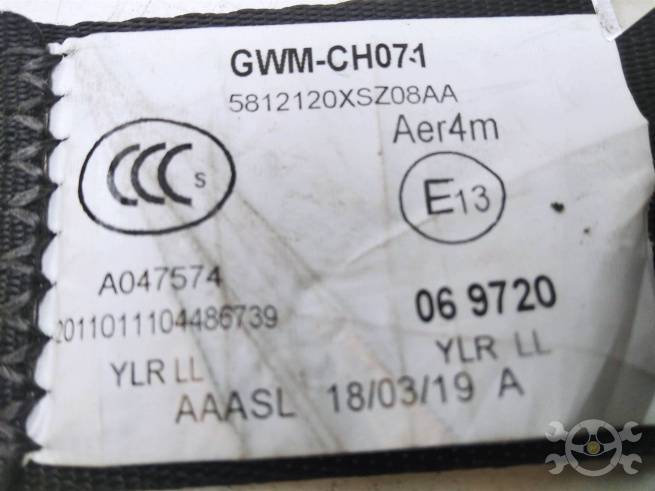 GWM-CH07.1
5812120XSZ08AA
Aer4m
CCC S
E13
A047574
2011011104486739
06 9720
YLR LL
YLR LL
AAASL 18/03/19 A